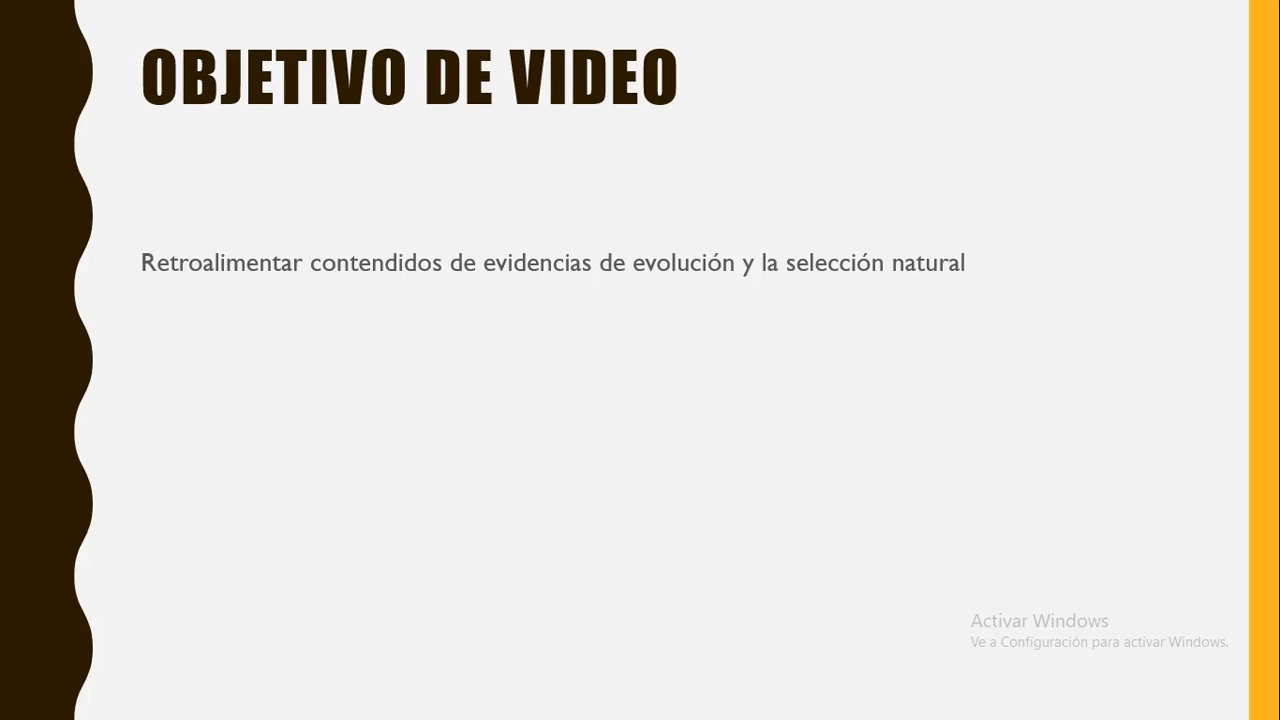 OBJETIVO DE VIDEO
Retroalimentar contendidos de evidencias de evolución y la selección natural
Activar Windows
Ve a Configuración para activar Windows.